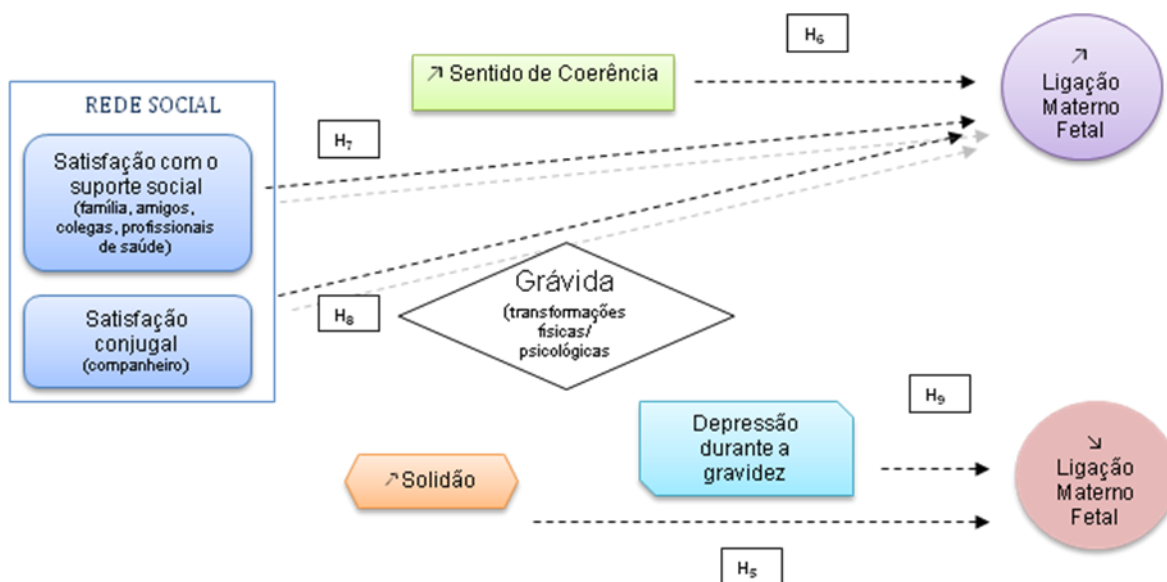 H₆
↗ Sentido de Coerência
↗
Ligação
Materno
Fetal
REDE SOCIAL
H₇
Satisfação com o
suporte social
(família, amigos,
colegas, profissionais
de saúde)
Satisfação
conjugal
(companheiro)
H₈
Grávida
(transformações
físicas/
psicológicas
H₉
Depressão
durante a
gravidez
↗Solidão
↘
Ligação
Materno
Fetal
H₅